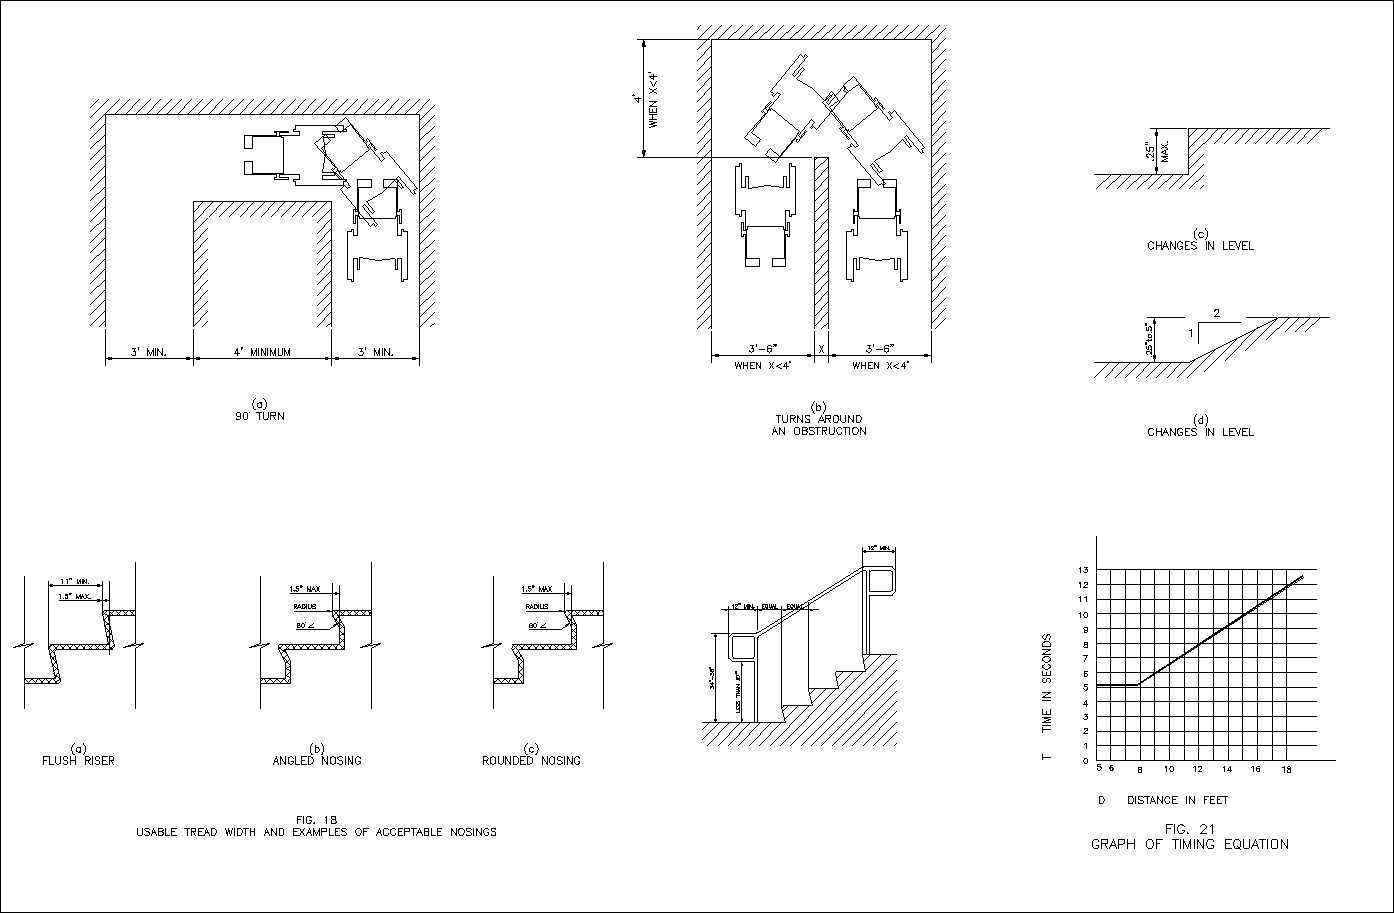 3' MIN.
4' MINIMUM
3' MIN.
(a)
90 TURN
4"
WHEN X<4'
3'-6"
X
3'-6"
WHEN X<4"
WHEN X<4"
(b)
TURNS AROUND
AN OBSTRUCTION
.25"
MAX.
(c)
CHANGES IN LEVEL
.25"to.5"
1
2
(d)
CHANGES IN LEVEL
11" MIN.
1.5" MAX.
(a)
FLUSH RISER
1.5" MAX
RADIUS
60° ∠
(b)
ANGLED NOSING
1.5" MAX
RADIUS
60° ∠
(c)
ROUNDED NOSING
FIG. 18
USABLE TREAD WIDTH AND EXAMPLES OF ACCEPTABLE NOSINGS
12" MIN.
12" MIN.
EQUAL
EQUAL
34"-38"
LESS THAN 27"
T TIME IN SECONDS
13
12
11
10
9
8
7
6
5
4
3
2
1
0
5 6 8 10 12 14 16 18
D DISTANCE IN FEET
FIG. 21
GRAPH OF TIMING EQUATION